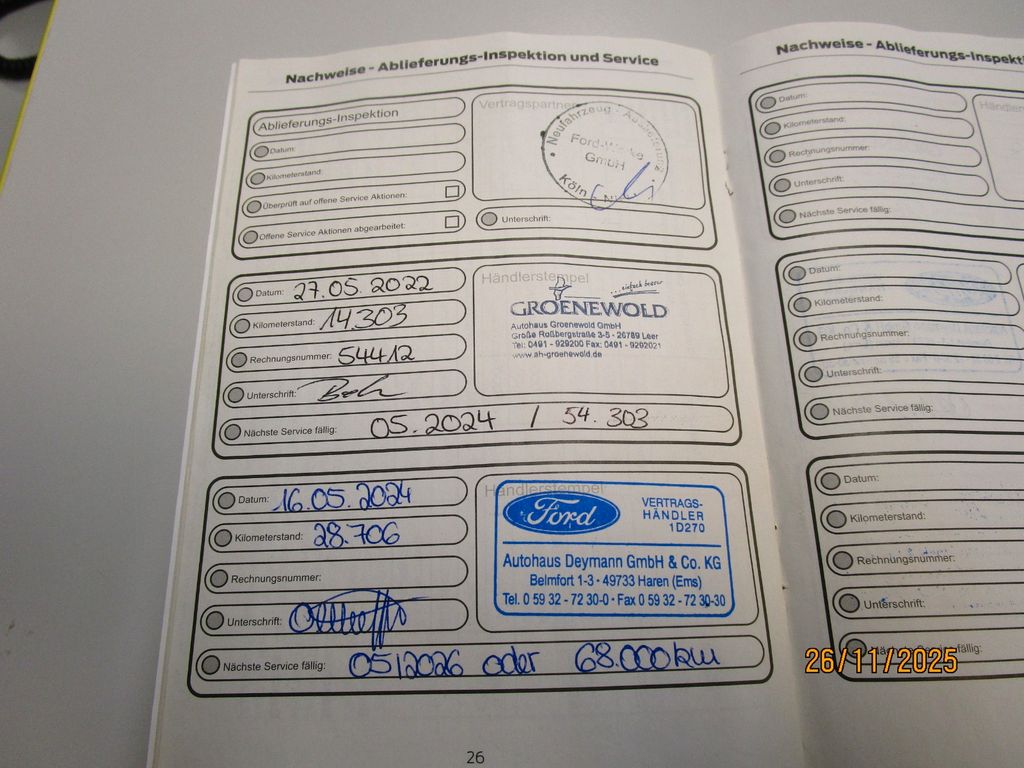 Nachweise - Ablieferungs-Inspektion und Service
Ablieferungs-Inspektion
Datum:
Kilometerstand:
Überprüft auf offene Service Aktionen:
Offene Service Aktionen abgearbeitet:
Vertragspartner
Neufahrzeug - Auslieferung
Ford-Werke
GmbH
Köln
Unterschrift:
Datum: 27.05.2022
Kilometerstand: 14.303
Rechnungsnummer: 54412
Unterschrift:
Händlerstempel
...einfach besser
GROENEWOLD
Autohaus Groenewold GmbH
Große Roßbergstraße 3-5 - 26789 Leer
Tel: 0491 - 929200 Fax: 0491 - 9292021
www.ah-groenewold.de
Nächste Service fällig: 05.2024 / 54.303
Datum: 16.05.2024
Kilometerstand: 28.706
Rechnungsnummer:
Unterschrift:
Händlerstempel
Ford
VERTRAGS-
HÄNDLER
1D270
Autohaus Deymann GmbH & Co. KG
Belmfort 1-3 · 49733 Haren (Ems)
Tel. 0 59 32 - 72 30-0 · Fax 0 59 32 - 72 30-30
Nächste Service fällig: 05/2026 oder 68.000km
26
Nachweise - Ablieferungs-Inspekti
Datum:
Kilometerstand:
Rechnungsnummer:
Unterschrift:
Nächste Service fällig:
Händler
Datum:
Kilometerstand:
Rechnungsnummer:
Unterschrift:
Nächste Service fällig:
Datum:
Kilometerstand:
Rechnungsnummer:
Unterschrift:
Nächste Service fällig:
26/11/2025